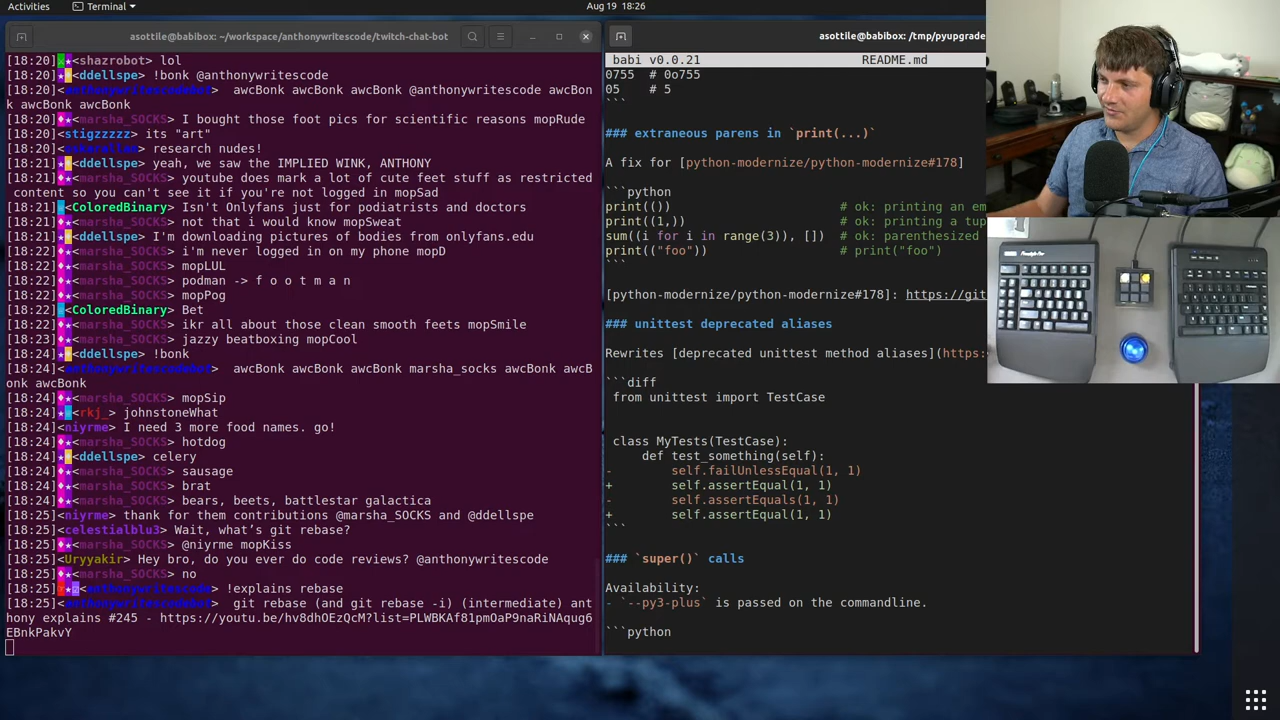 Activities
Terminal
Aug 19 18:26
asottile@babibox: ~/workspace/anthonywritescode/twitch-chat-bot
[18:20] <shazrobot> lol
[18:20] <ddellspe> !bonk @anthonywritescode
[18:20] <anthonywritescodebot> awcBonk awcBonk awcBonk @anthonywritescode awcBon
k awcBonk awcBonk
[18:20] <marsha_SOCKS> I bought those foot pics for scientific reasons mopRude
[18:20] <stigzzzzz> its "art"
[18:20] research nudes!
[18:21] <ddellspe> yeah, we saw the IMPLIED WINK, ANTHONY
[18:21] <marsha_SOCKS> youtube does mark a lot of cute feet stuff as restricted
content so you can't see it if you're not logged in mopSad
[18:21] <ColoredBinary> Isn't Onlyfans just for podiatrists and doctors
[18:21] <marsha_SOCKS> not that i would know mopSweat
[18:21] <ddellspe> I'm downloading pictures of bodies from onlyfans.edu
[18:21] <marsha_SOCKS> i'm never logged in on my phone mopD
[18:22] <marsha_SOCKS> mopLUL
[18:22] <marsha_SOCKS> podman -> f o o t m a n
[18:22] <marsha_SOCKS> mopPog
[18:22] <ColoredBinary> Bet
[18:22] <marsha_SOCKS> ikr all about those clean smooth feets mopSmile
[18:23] <marsha_SOCKS> jazzy beatboxing mopCool
[18:24] <ddellspe> !bonk
[18:24] <anthonywritescodebot> awcBonk awcBonk awcBonk marsha_socks awcBonk awcB
onk awcBonk
[18:24] <marsha_SOCKS> mopSip
[18:24] <rkj_> johnstoneWhat
[18:24] <niyrme> I need 3 more food names. go!
[18:24] <marsha_SOCKS> hotdog
[18:24] <ddellspe> celery
[18:24] <marsha_SOCKS> sausage
[18:24] <marsha_SOCKS> brat
[18:24] <marsha_SOCKS> bears, beets, battlestar galactica
[18:25] <niyrme> thank for them contributions @marsha_SOCKS and @ddellspe
[18:25] <celestialblu3> Wait, what's git rebase?
[18:25] <marsha_SOCKS> @niyrme mopKiss
[18:25] <Uryyakir> Hey bro, do you ever do code reviews? @anthonywritescode
[18:25] <marsha_SOCKS> no
[18:25] <anthonywritescode> !explains rebase
[18:25] <anthonywritescodebot> git rebase (and git rebase -i) (intermediate) ant
hony explains #245 - https://youtu.be/hv8dhOEzQcM?list=PLWBKAf81pmOaP9naRiNAqug6
EBnkPakvY
asottile@babibox: /tmp/pyupgrade
babi v0.0.21
README.md
0755 # 0o755
05 # 5
```
### extraneous parens in `print(...)`
A fix for [python-modernize/python-modernize#178]
```python
print(()) # ok: printing an em
print((1,)) # ok: printing a tup
sum((i for i in range(3)), []) # ok: parenthesized
print(("foo")) # print("foo")
```
[python-modernize/python-modernize#178]: https://git
### unittest deprecated aliases
Rewrites [deprecated unittest method aliases](https:
```diff
from unittest import TestCase
class MyTests(TestCase):
def test_something(self):
- self.failUnlessEqual(1, 1)
+ self.assertEqual(1, 1)
- self.assertEquals(1, 1)
+ self.assertEqual(1, 1)
```
### `super()` calls
Availability:
- `--py3-plus` is passed on the commandline.
```python